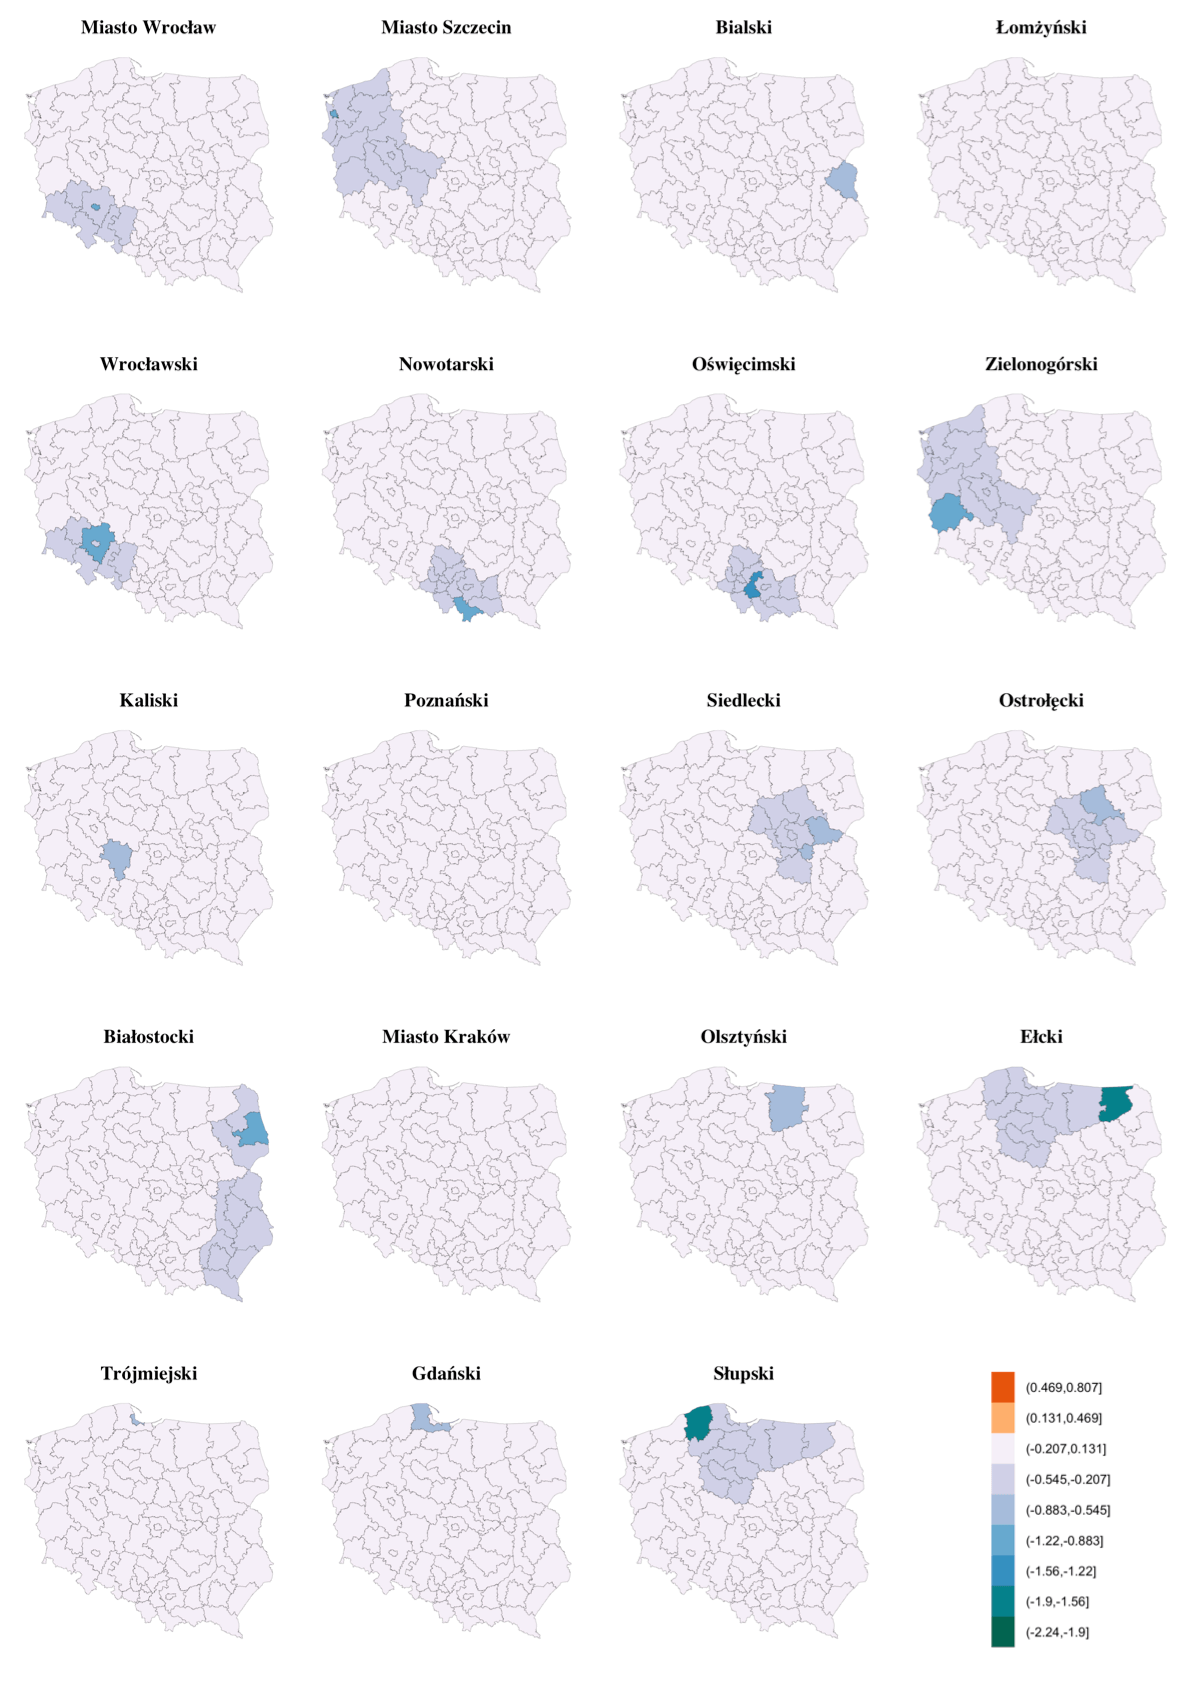 Miasto Wrocław
Miasto Szczecin
Bialski
Łomżyński
Wrocławski
Nowotarski
Oświęcimski
Zielonogórski
Kaliski
Poznański
Siedlecki
Ostrołęcki
Białostocki
Miasto Kraków
Olsztyński
Ełcki
Trójmiejski
Gdański
Słupski
(0.469,0.807]
(0.131,0.469]
(-0.207,0.131]
(-0.545,-0.207]
(-0.883,-0.545]
(-1.22,-0.883]
(-1.56,-1.22]
(-1.9,-1.56]
(-2.24,-1.9]